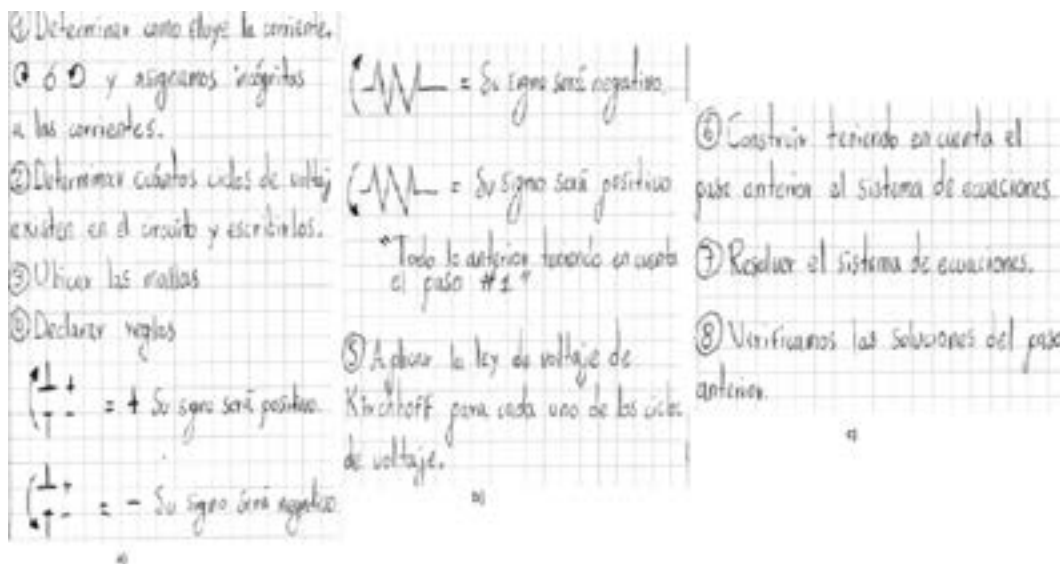 ① Determinar como fluye la corriente.
↻ ó ↺ y asignamos incógnitas
a las corrientes.
② Determinar cuántos ciclos de voltaj
existen en el circuito y escribirlos.
③ Ubicar las mallas
④ Declarar reglas
+
-
= + Su signo será positivo.
+
-
= - Su signo será negativo
a)
= Su signo será negativo.
= Su signo será positivo
"Todo lo anterior teniendo en cuenta
el paso #1"
⑤ Aplicar la ley de voltaje de
Kirchhoff para cada uno de los ciclos
de voltaje.
b)
⑥ Construir teniendo en cuenta el
paso anterior el sistema de ecuaciones.
⑦ Resolver el sistema de ecuaciones.
⑧ Verificamos las soluciones del paso
anterior.
c)